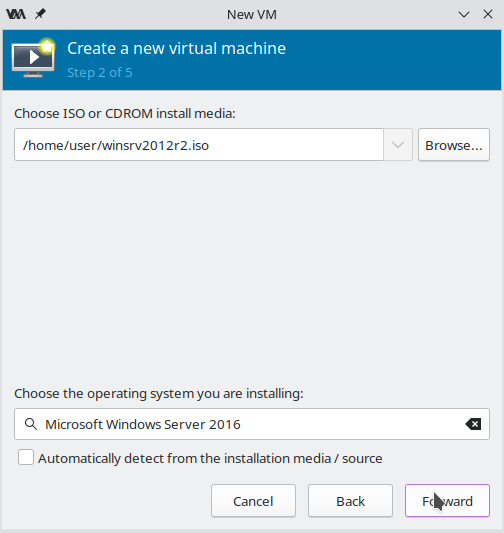 New VM
Create a new virtual machine
Step 2 of 5
Choose ISO or CDROM install media:
/home/user/winsrv2012r2.iso
Browse...
Choose the operating system you are installing:
Microsoft Windows Server 2016
Automatically detect from the installation media / source
Cancel
Back
Forward